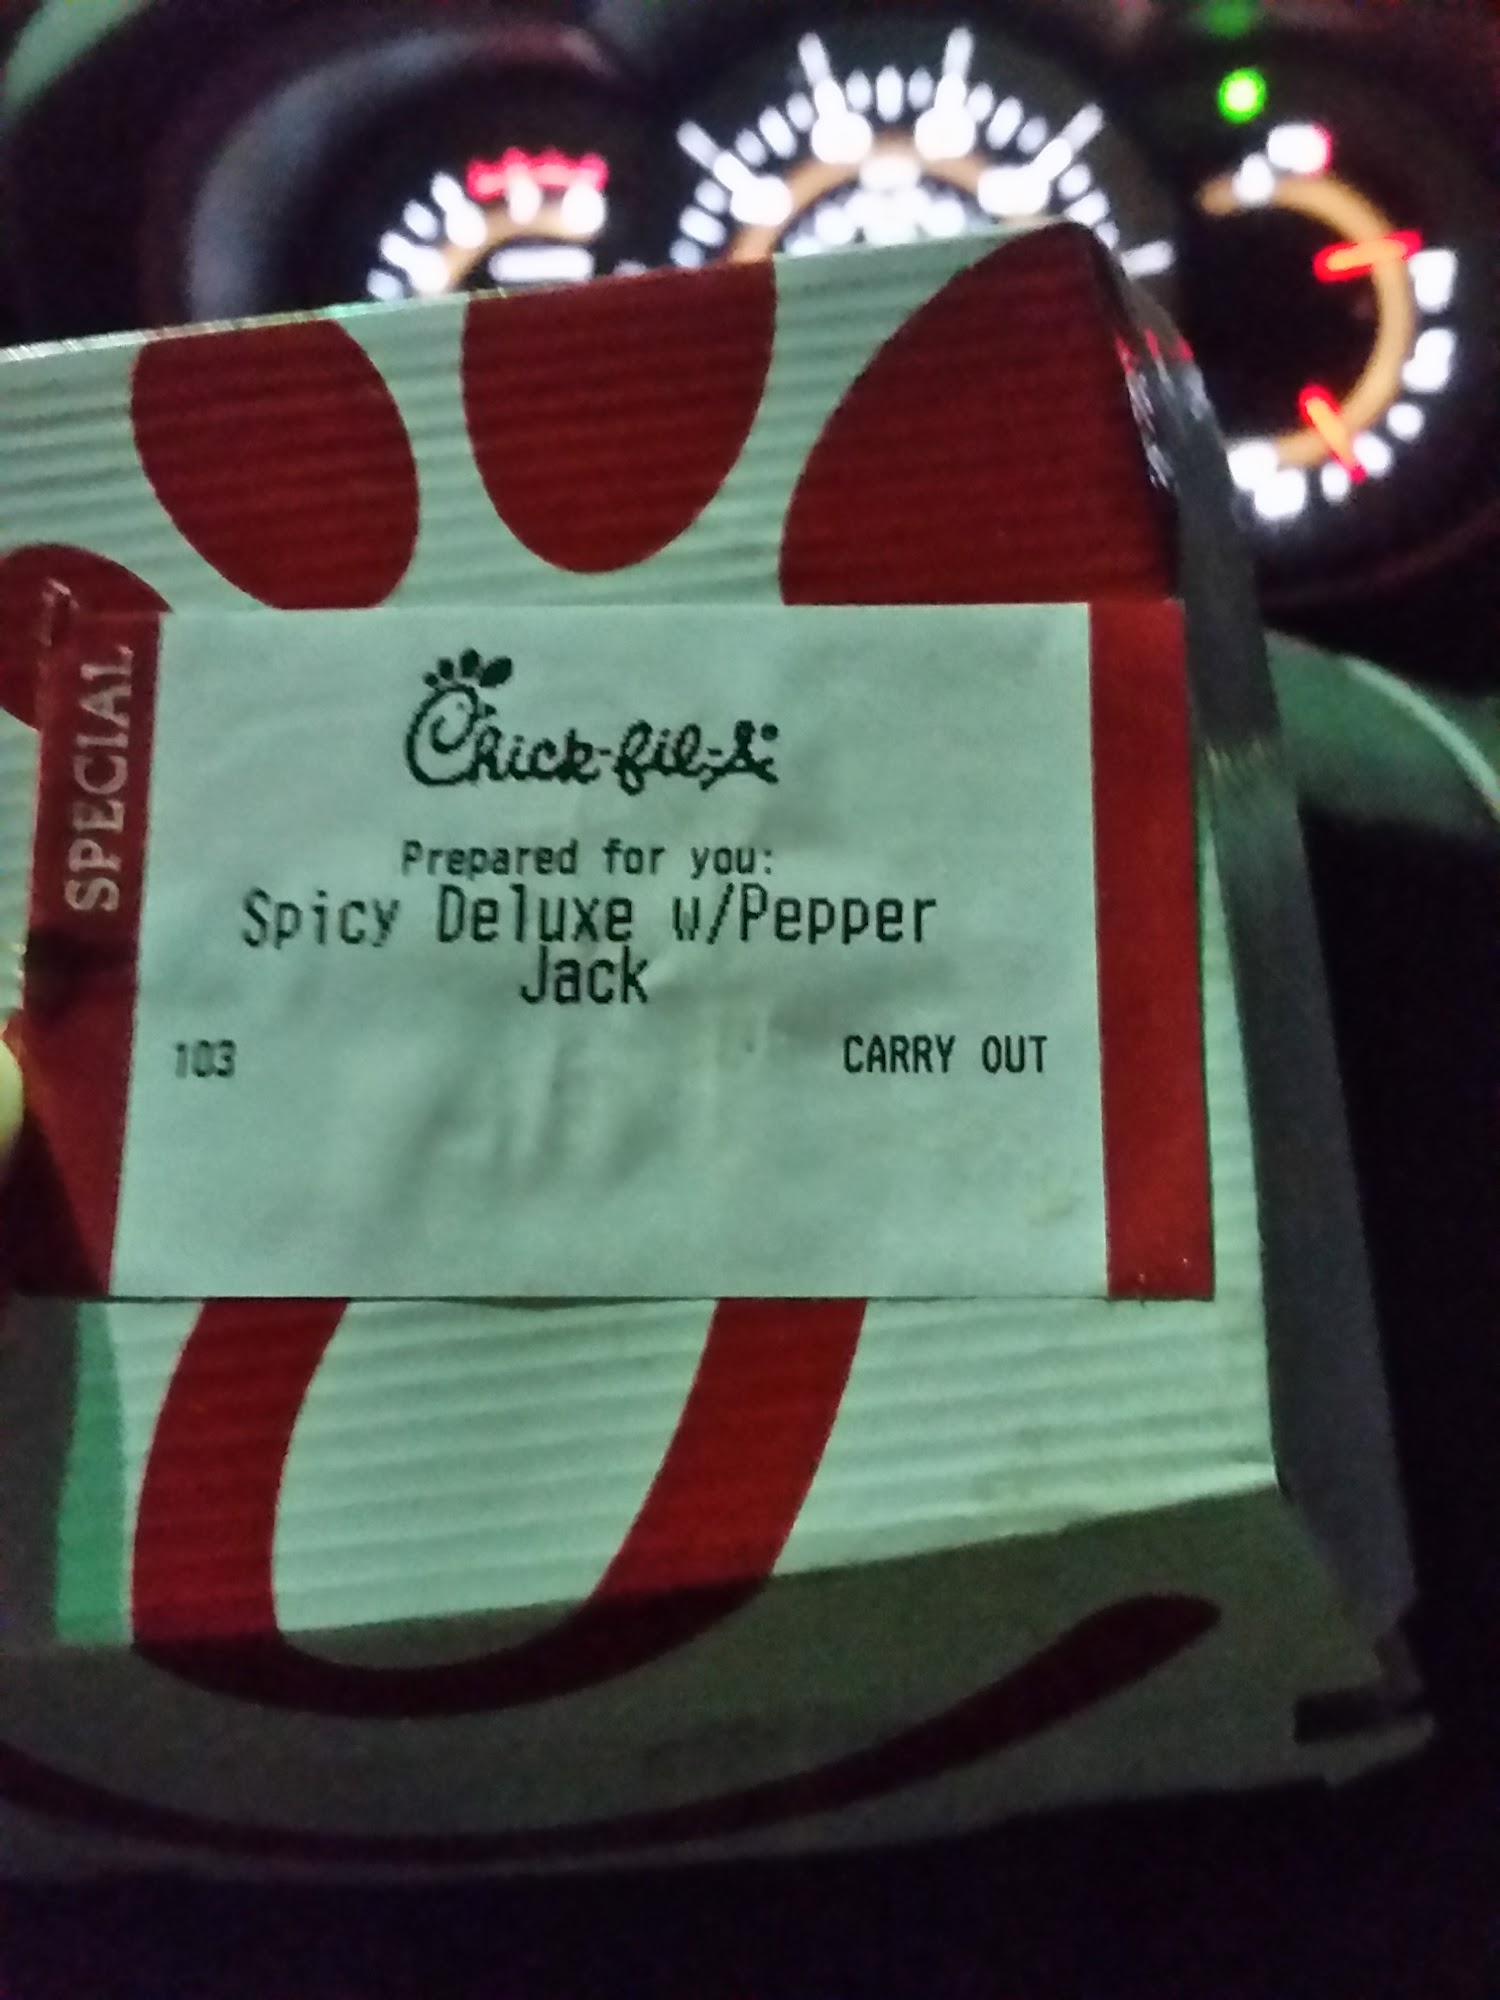 SPECIAL
Chick-fil-A
Prepared for you:
Spicy Deluxe w/Pepper
Jack
103
CARRY OUT